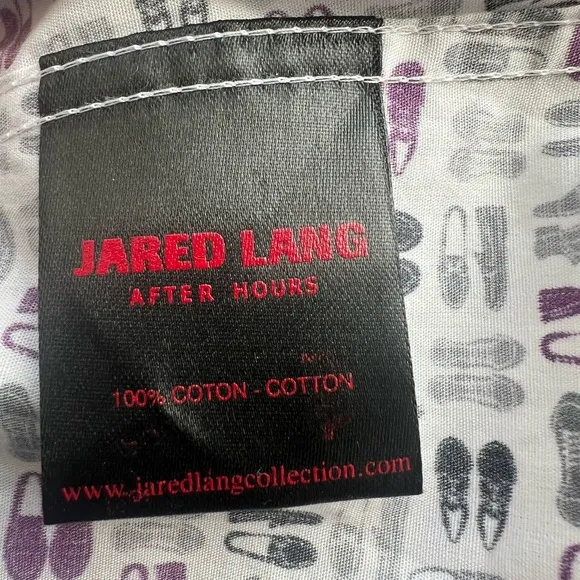 JARED LANG
AFTER HOURS
100% COTON - COTTON
www.jaredlangcollection.com